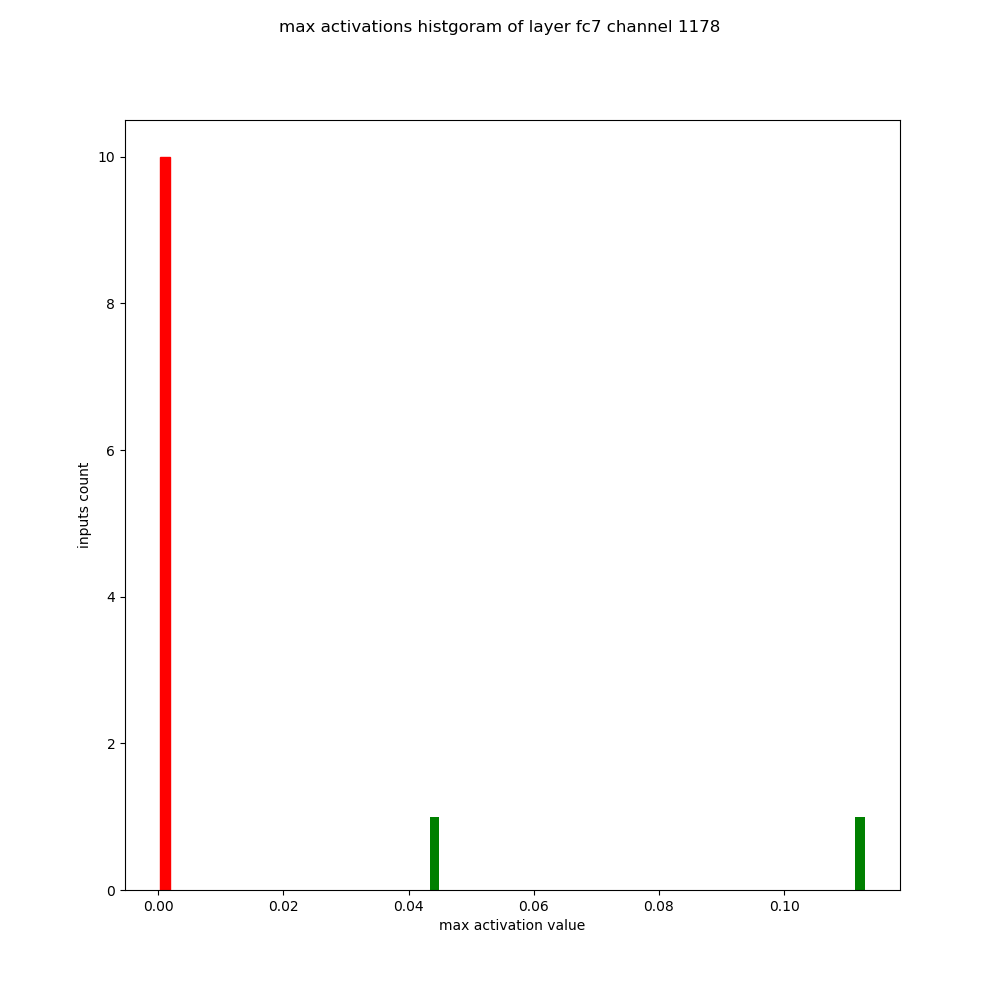 max activations histgoram of layer fc7 channel 1178
10
8
6
4
2
0
inputs count
0.00 0.02 0.04 0.06 0.08 0.10
max activation value